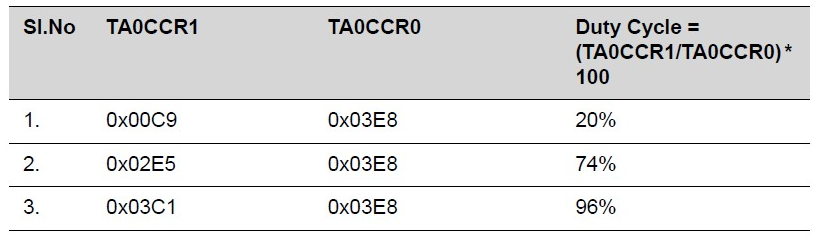 Sl.No TA0CCR1 TA0CCR0 Duty Cycle =
(TA0CCR1/TA0CCR0) *
100
1. 0x00C9 0x03E8 20%
2. 0x02E5 0x03E8 74%
3. 0x03C1 0x03E8 96%